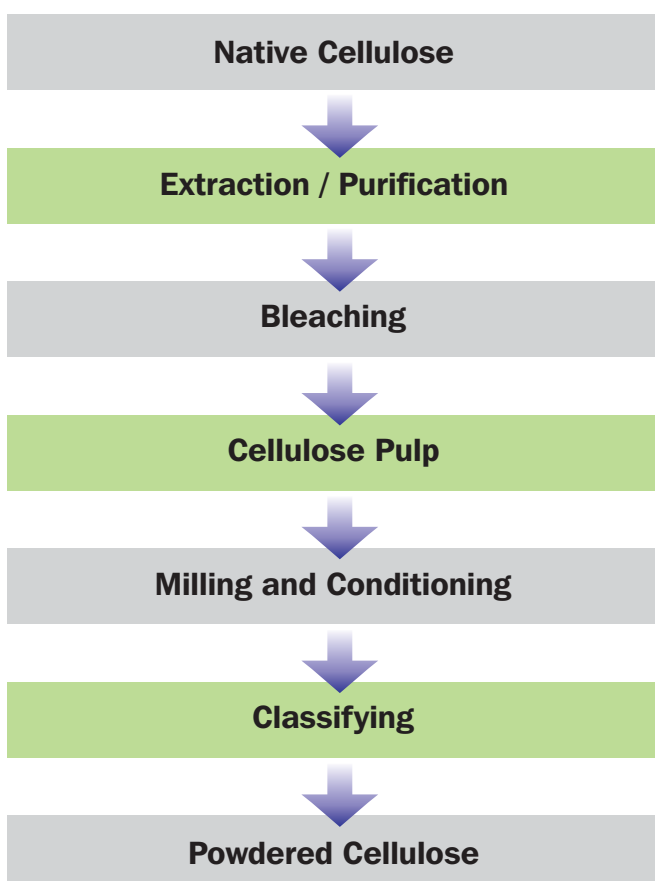 Native Cellulose
Extraction / Purification
Bleaching
Cellulose Pulp
Milling and Conditioning
Classifying
Powdered Cellulose